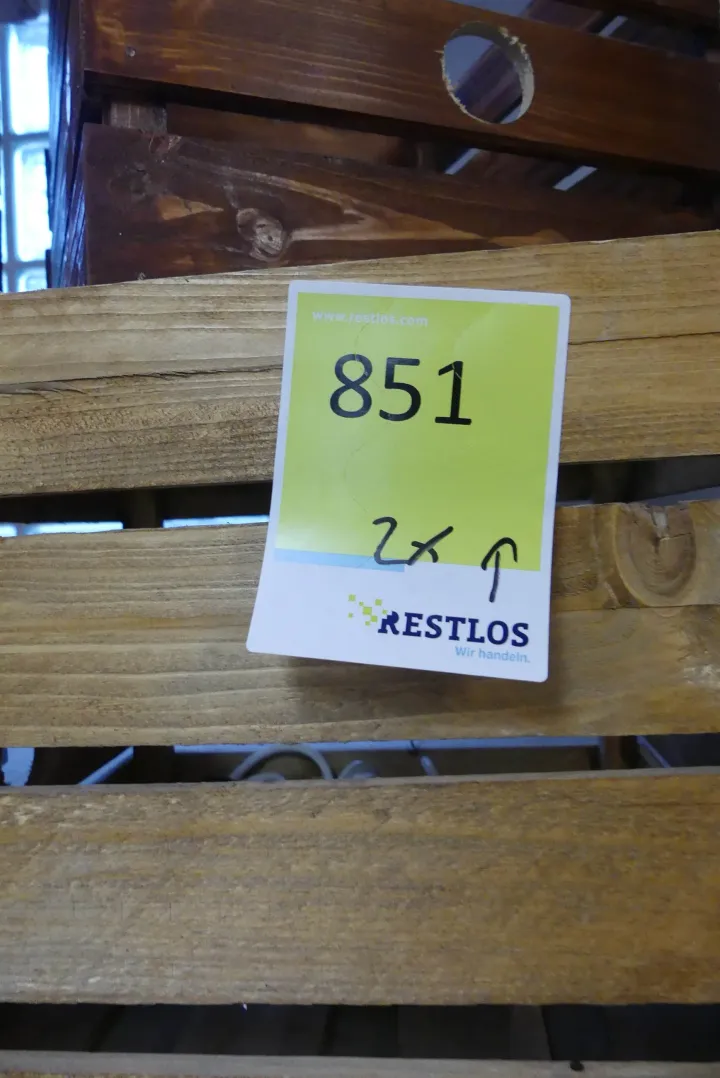 www.restlos.com
851
2x ↑
RESTLOS
Wir handeln.